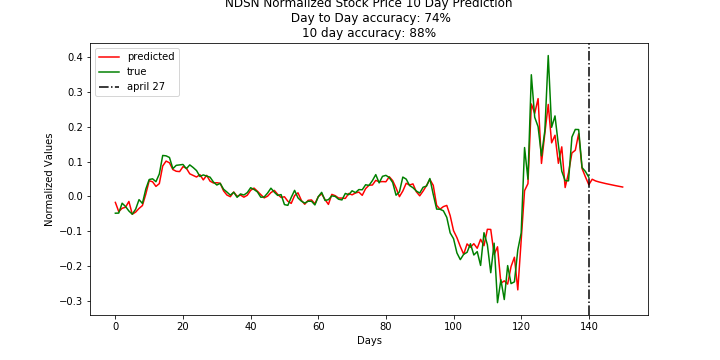 NDSN Normalized Stock Price 10 Day Prediction
Day to Day accuracy: 74%
10 day accuracy: 88%
predicted
true
april 27
Normalized Values
0.4
0.3
0.2
0.1
0.0
−0.1
−0.2
−0.3
0 20 40 60 80 100 120 140
Days